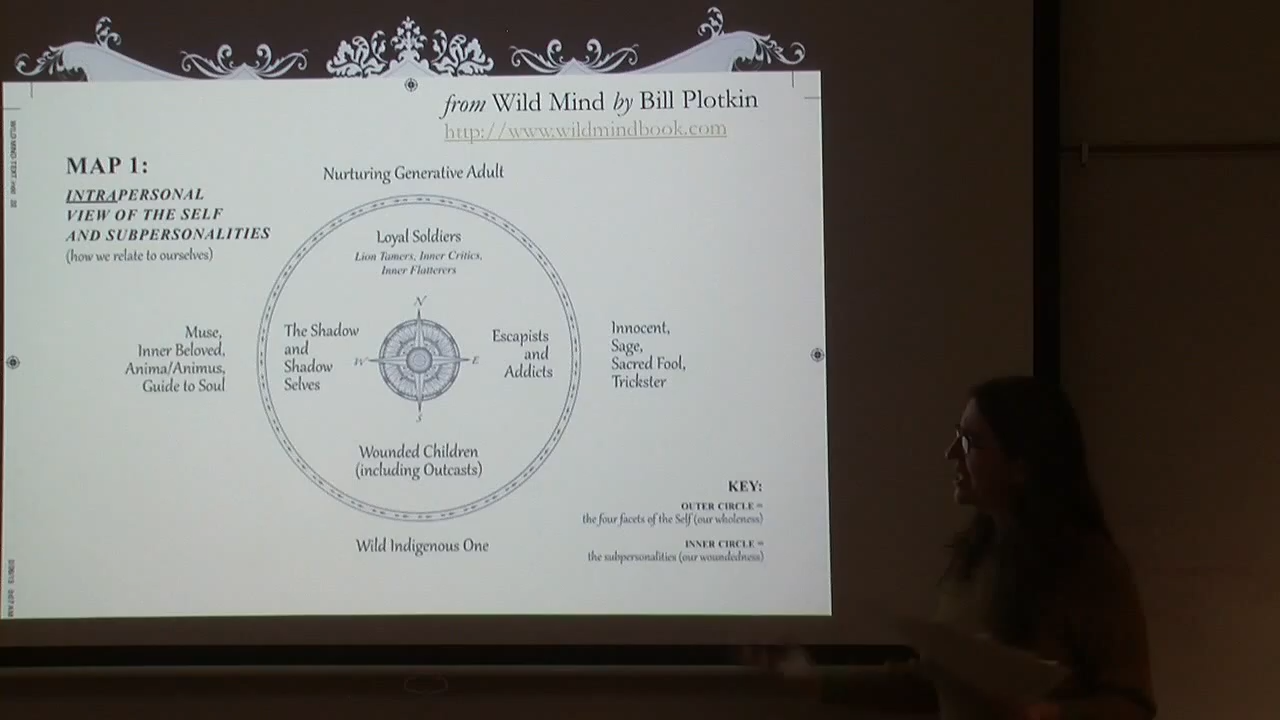 from Wild Mind by Bill Plotkin
http://www.wildmindbook.com
MAP 1:
INTRAPERSONAL
VIEW OF THE SELF
AND SUBPERSONALITIES
(how we relate to ourselves)
Nurturing Generative Adult
Loyal Soldiers
Lion Tamers, Inner Critics,
Inner Flatterers
N
Muse,
Inner Beloved,
Anima/Animus,
Guide to Soul
The Shadow
and
Shadow
Selves
W
E
Escapists
and
Addicts
Innocent,
Sage,
Sacred Fool,
Trickster
S
Wounded Children
(including Outcasts)
Wild Indigenous One
KEY:
OUTER CIRCLE =
the four facets of the Self (our wholeness)
INNER CIRCLE =
the subpersonalities (our woundedness)